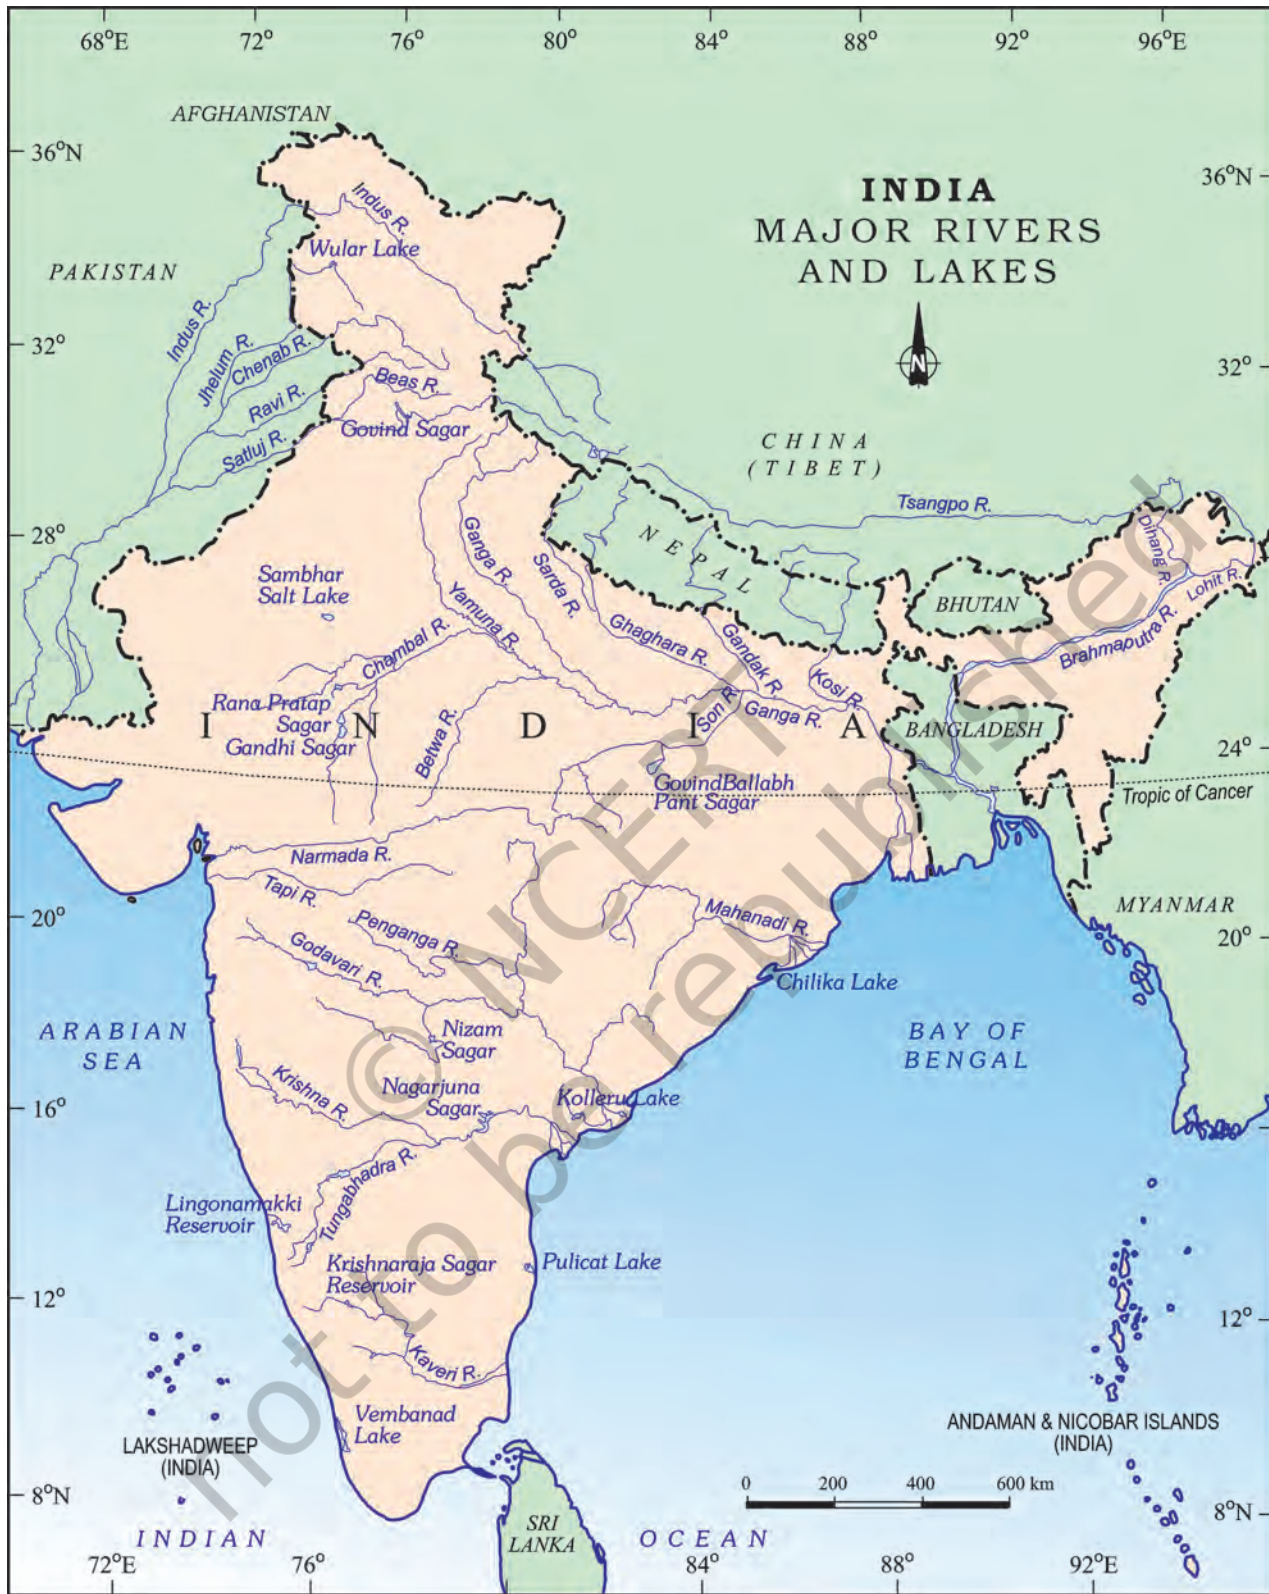 68°E 72° 76° 80° 84° 88° 92° 96°E
AFGHANISTAN
36°N
36°N
INDIA
MAJOR RIVERS
AND LAKES
Indus R.
Wular Lake
PAKISTAN
Indus R.
Jhelum R.
Chenab R.
32°
32°
N
Beas R.
Ravi R.
Govind Sagar
Satluj R.
CHINA
(TIBET)
Tsangpo R.
Dihang R.
Lohit R.
28°
28°
NEPAL
Ganga R.
Sarda R.
Sambhar
Salt Lake
Yamuna R.
BHUTAN
Chambal R.
Ghaghara R.
Gandak R.
Brahmaputra R.
Kosi R.
Rana Pratap
Sagar
Gandhi Sagar
Son R.
Ganga R.
INDIA
Betwa R.
BANGLADESH
24°
GovindBallabh
Pant Sagar
Tropic of Cancer
Narmada R.
Tapi R.
Penganga R.
Mahanadi R.
MYANMAR
20°
20°
Godavari R.
Chilika Lake
ARABIAN
SEA
Nizam
Sagar
BAY OF
BENGAL
Krishna R.
Nagarjuna
Sagar
Kolleru Lake
16°
Tungabhadra R.
Lingonamakki
Reservoir
Krishnaraja Sagar
Reservoir
Pulicat Lake
12°
12°
Kaveri R.
Vembanad
Lake
LAKSHADWEEP
(INDIA)
ANDAMAN & NICOBAR ISLANDS
(INDIA)
0 200 400 600 km
8°N
8°N
SRI
LANKA
INDIAN OCEAN
72°E 76° 84° 88° 92°E
© NCERT
not to be republished